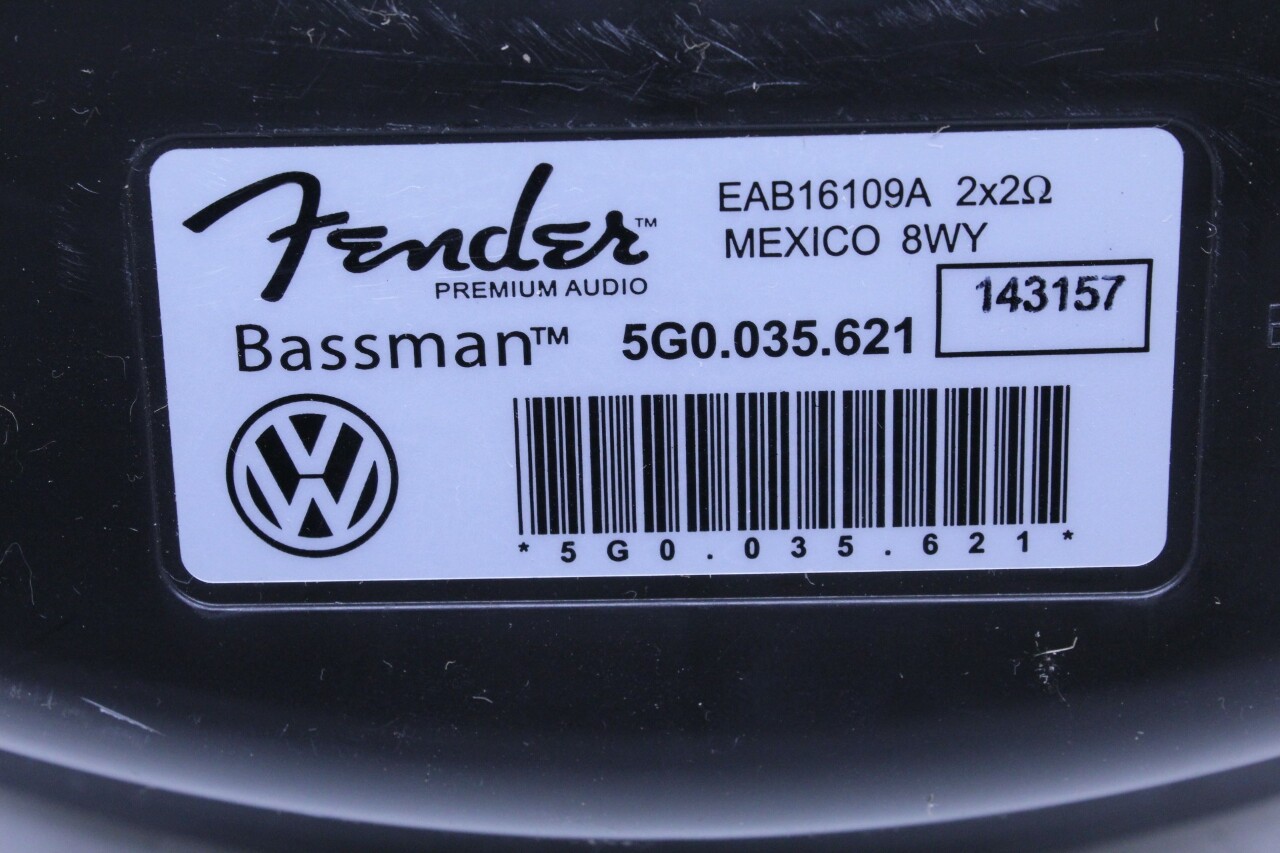 Fender™
PREMIUM AUDIO
EAB16109A 2x2Ω
MEXICO 8WY
143157
Bassman™ 5G0.035.621
*5G0.035.621*